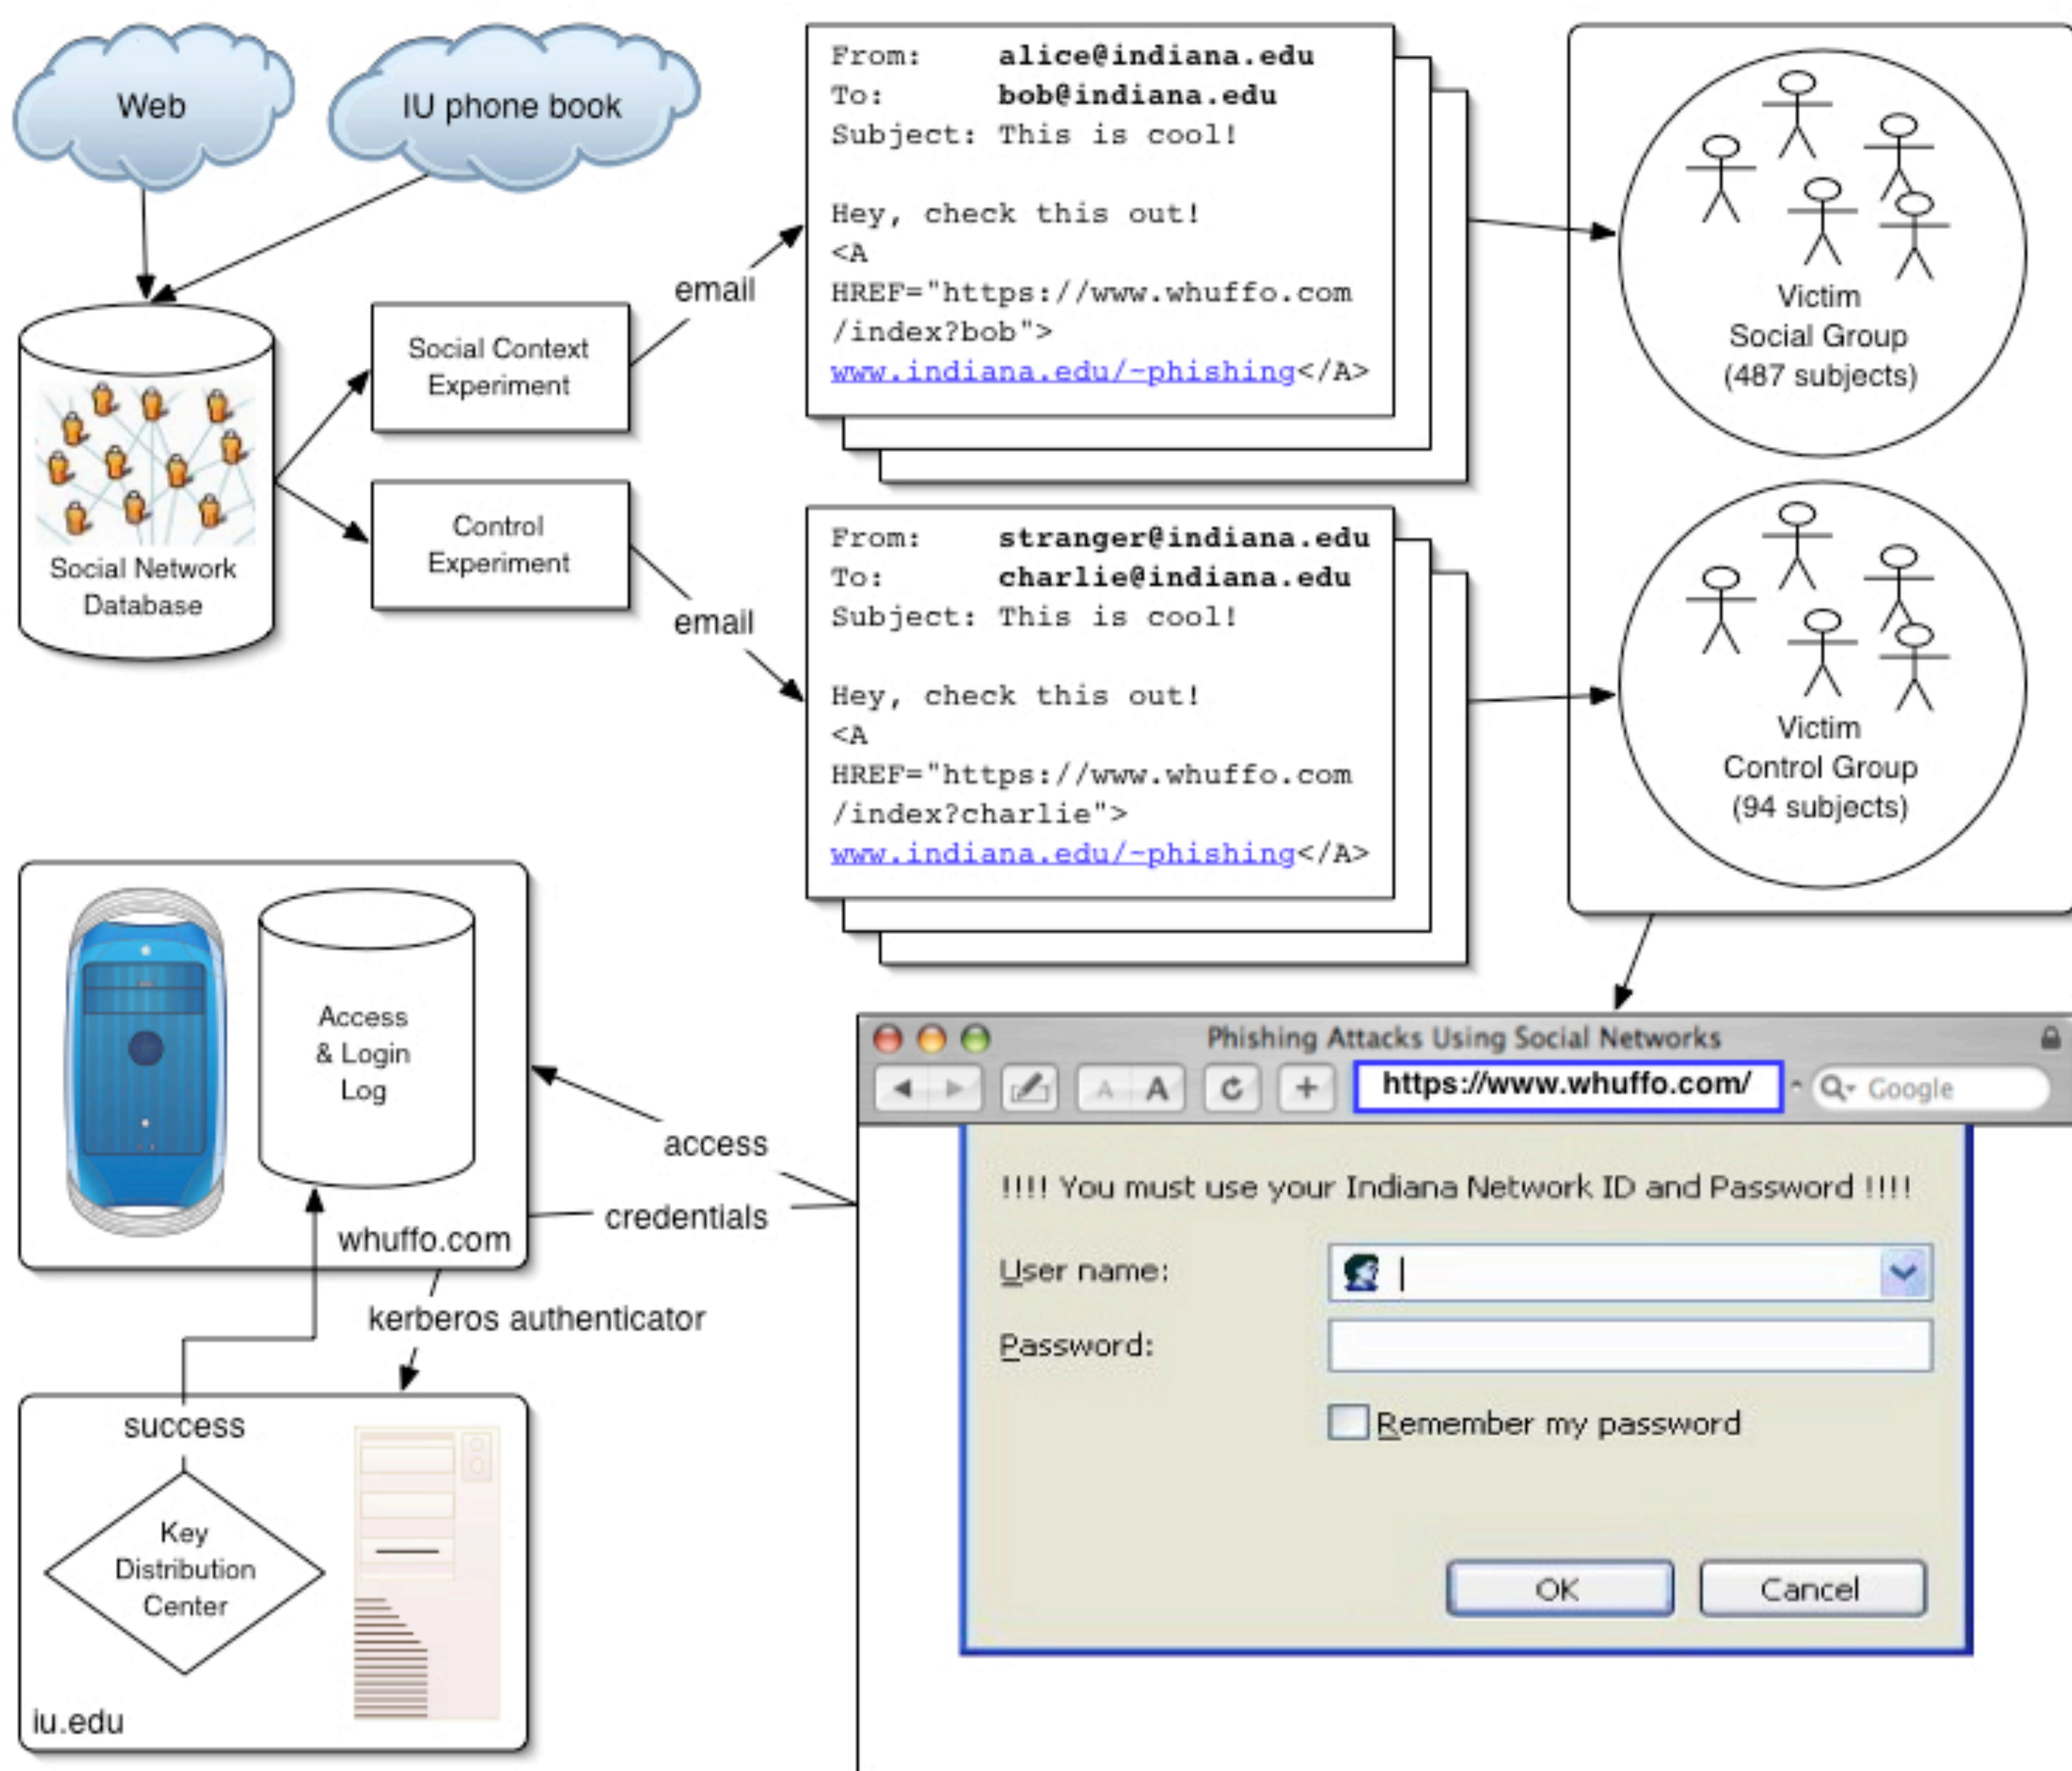 Web
IU phone book
Social Network
Database
Social Context
Experiment
Control
Experiment
email
email
From: alice@indiana.edu
To: bob@indiana.edu
Subject: This is cool!
Hey, check this out!
<A
HREF="https://www.whuffo.com
/index?bob">
www.indiana.edu/~phishing</A>
From: stranger@indiana.edu
To: charlie@indiana.edu
Subject: This is cool!
Hey, check this out!
<A
HREF="https://www.whuffo.com
/index?charlie">
www.indiana.edu/~phishing</A>
Victim
Social Group
(487 subjects)
Victim
Control Group
(94 subjects)
Access
& Login
Log
whuffo.com
access
credentials
kerberos authenticator
success
Key
Distribution
Center
iu.edu
Phishing Attacks Using Social Networks
A A https://www.whuffo.com/ Google
!!!! You must use your Indiana Network ID and Password !!!!
User name:
Password:
Remember my password
OK Cancel